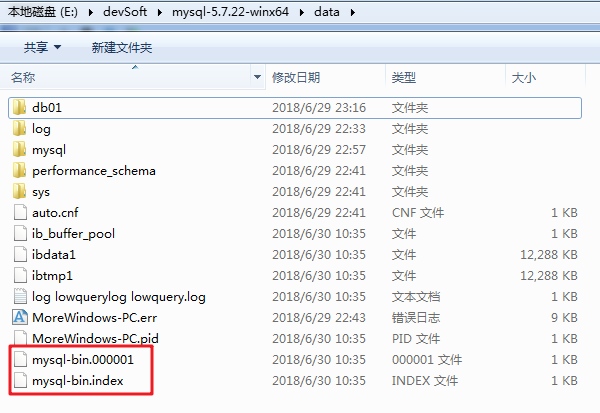 本地磁盘 (E:) ▸ devSoft ▸ mysql-5.7.22-winx64 ▸ data ▸
共享 ▼ 新建文件夹
名称 修改日期 类型 大小
db01 2018/6/29 23:16 文件夹
log 2018/6/29 22:33 文件夹
mysql 2018/6/29 22:57 文件夹
performance_schema 2018/6/29 22:41 文件夹
sys 2018/6/29 22:41 文件夹
auto.cnf 2018/6/29 22:41 CNF 文件 1 KB
ib_buffer_pool 2018/6/30 10:35 文件 1 KB
ibdata1 2018/6/30 10:35 文件 12,288 KB
ibtmp1 2018/6/30 10:35 文件 12,288 KB
log lowquerylog lowquery.log 2018/6/30 10:35 文本文档 1 KB
MoreWindows-PC.err 2018/6/29 22:43 错误日志 9 KB
MoreWindows-PC.pid 2018/6/30 10:35 PID 文件 1 KB
mysql-bin.000001 2018/6/30 10:35 000001 文件 1 KB
mysql-bin.index 2018/6/30 10:35 INDEX 文件 1 KB